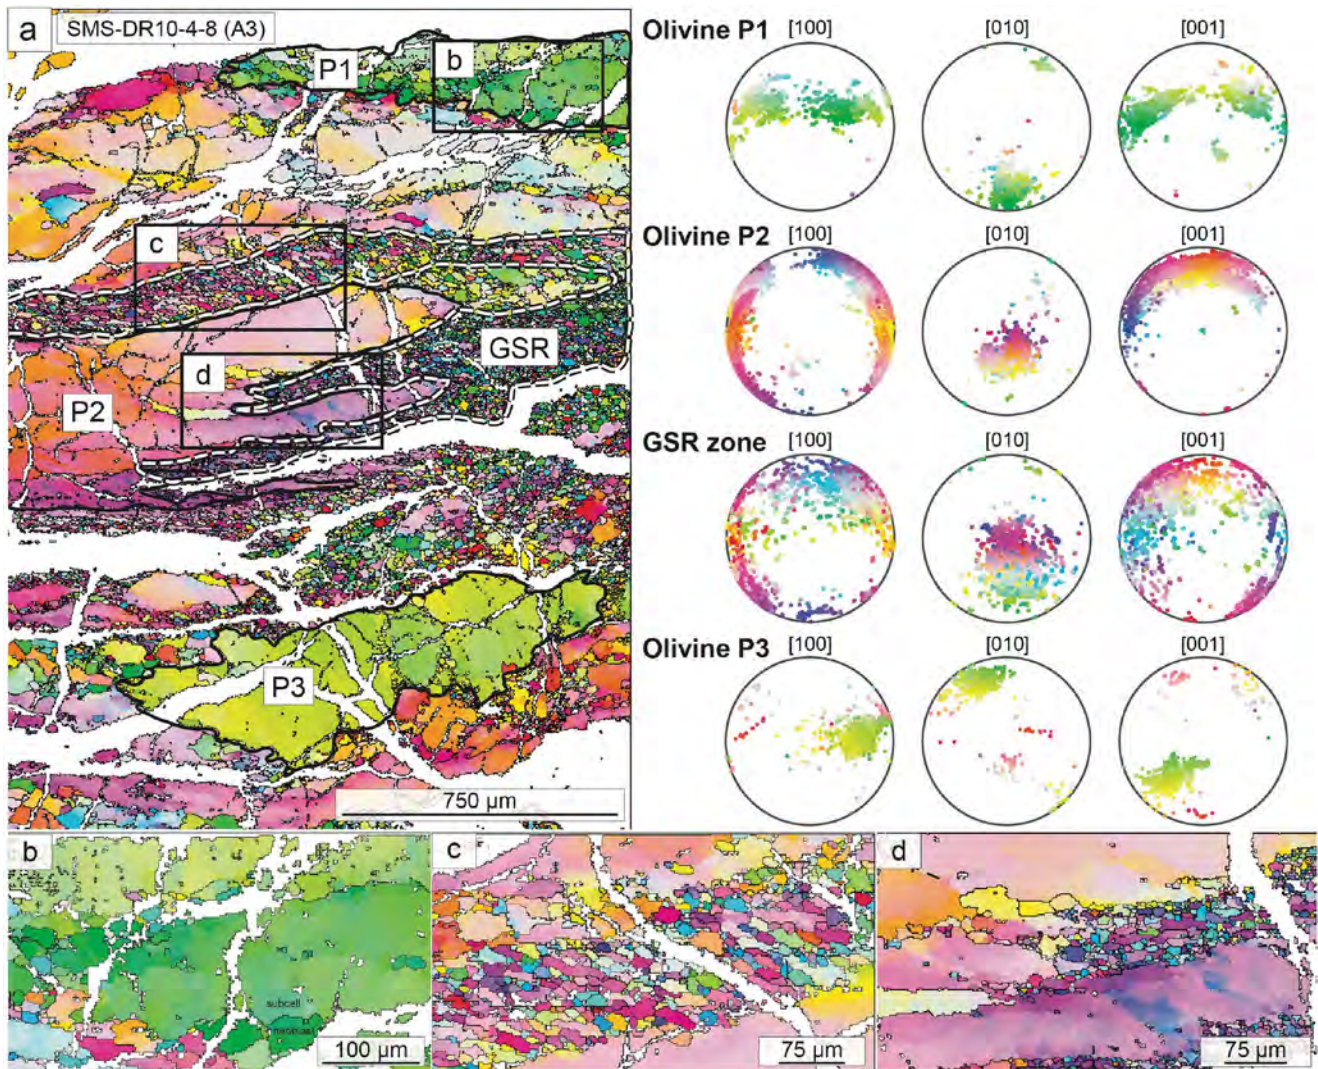 a
SMS-DR10-4-8 (A3)
P1
b
c
GSR
d
P2
P3
750 µm
Olivine P1
[100]
[010]
[001]
Olivine P2
[100]
[010]
[001]
GSR zone
[100]
[010]
[001]
Olivine P3
[100]
[010]
[001]
b
subcell
neoblast
100 µm
c
75 µm
d
75 µm